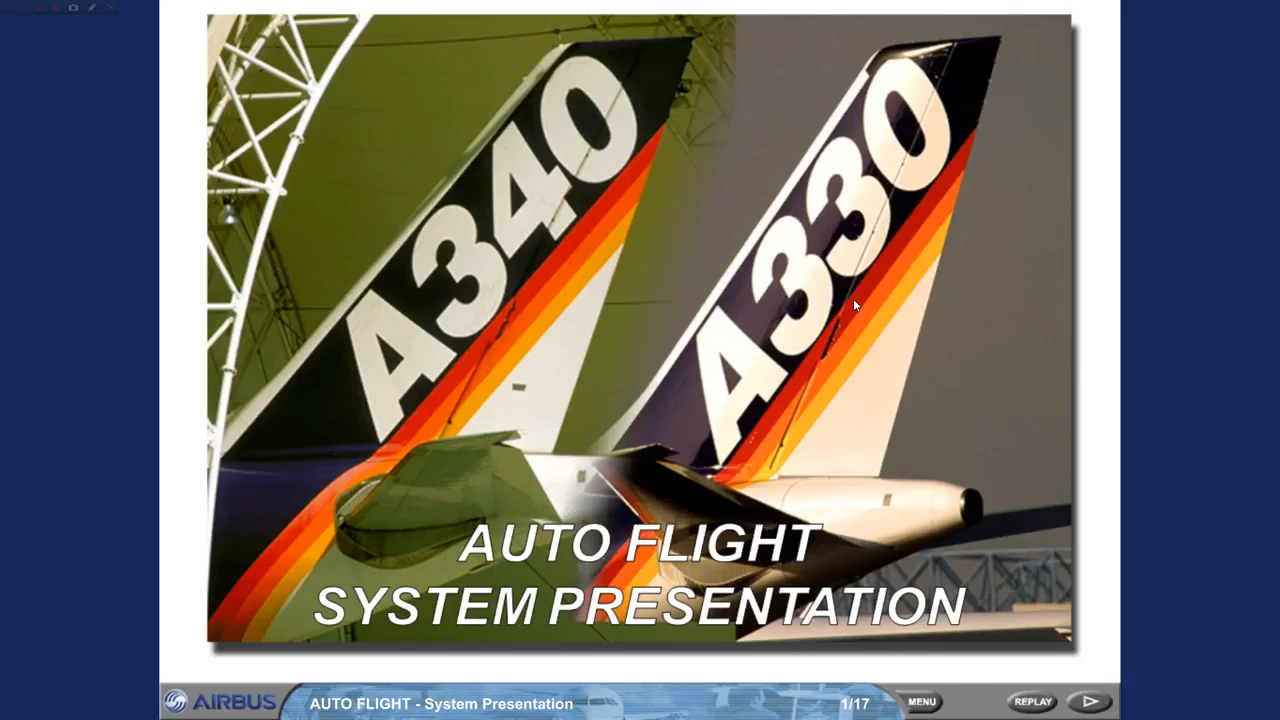 A340
A330
AUTO FLIGHT
SYSTEM PRESENTATION
AIRBUS
AUTO FLIGHT - System Presentation
1/17
MENU
REPLAY